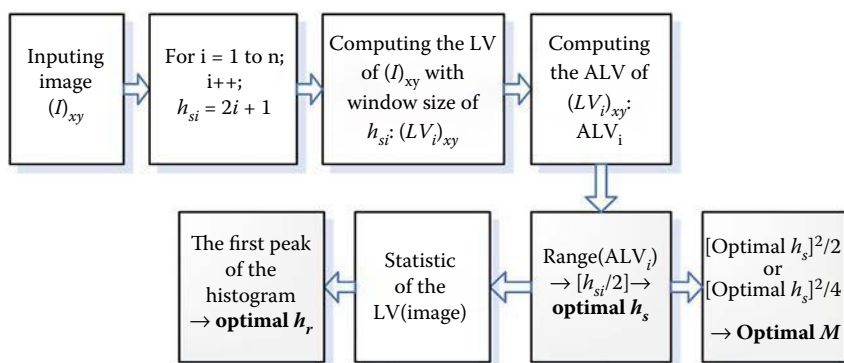 Inputing
image
(I)xy
For i = 1 to n;
i++;
hsi = 2i + 1
Computing the LV
of (I)xy with
window size of
hsi: (LVi)xy
Computing
the ALV of
(LVi)xy:
ALVi
The first peak
of the
histogram
→ optimal hr
Statistic
of the
LV(image)
Range(ALVi)
→ [hsi/2]→
optimal hs
[Optimal hs]²/2
or
[Optimal hs]²/4
→ Optimal M